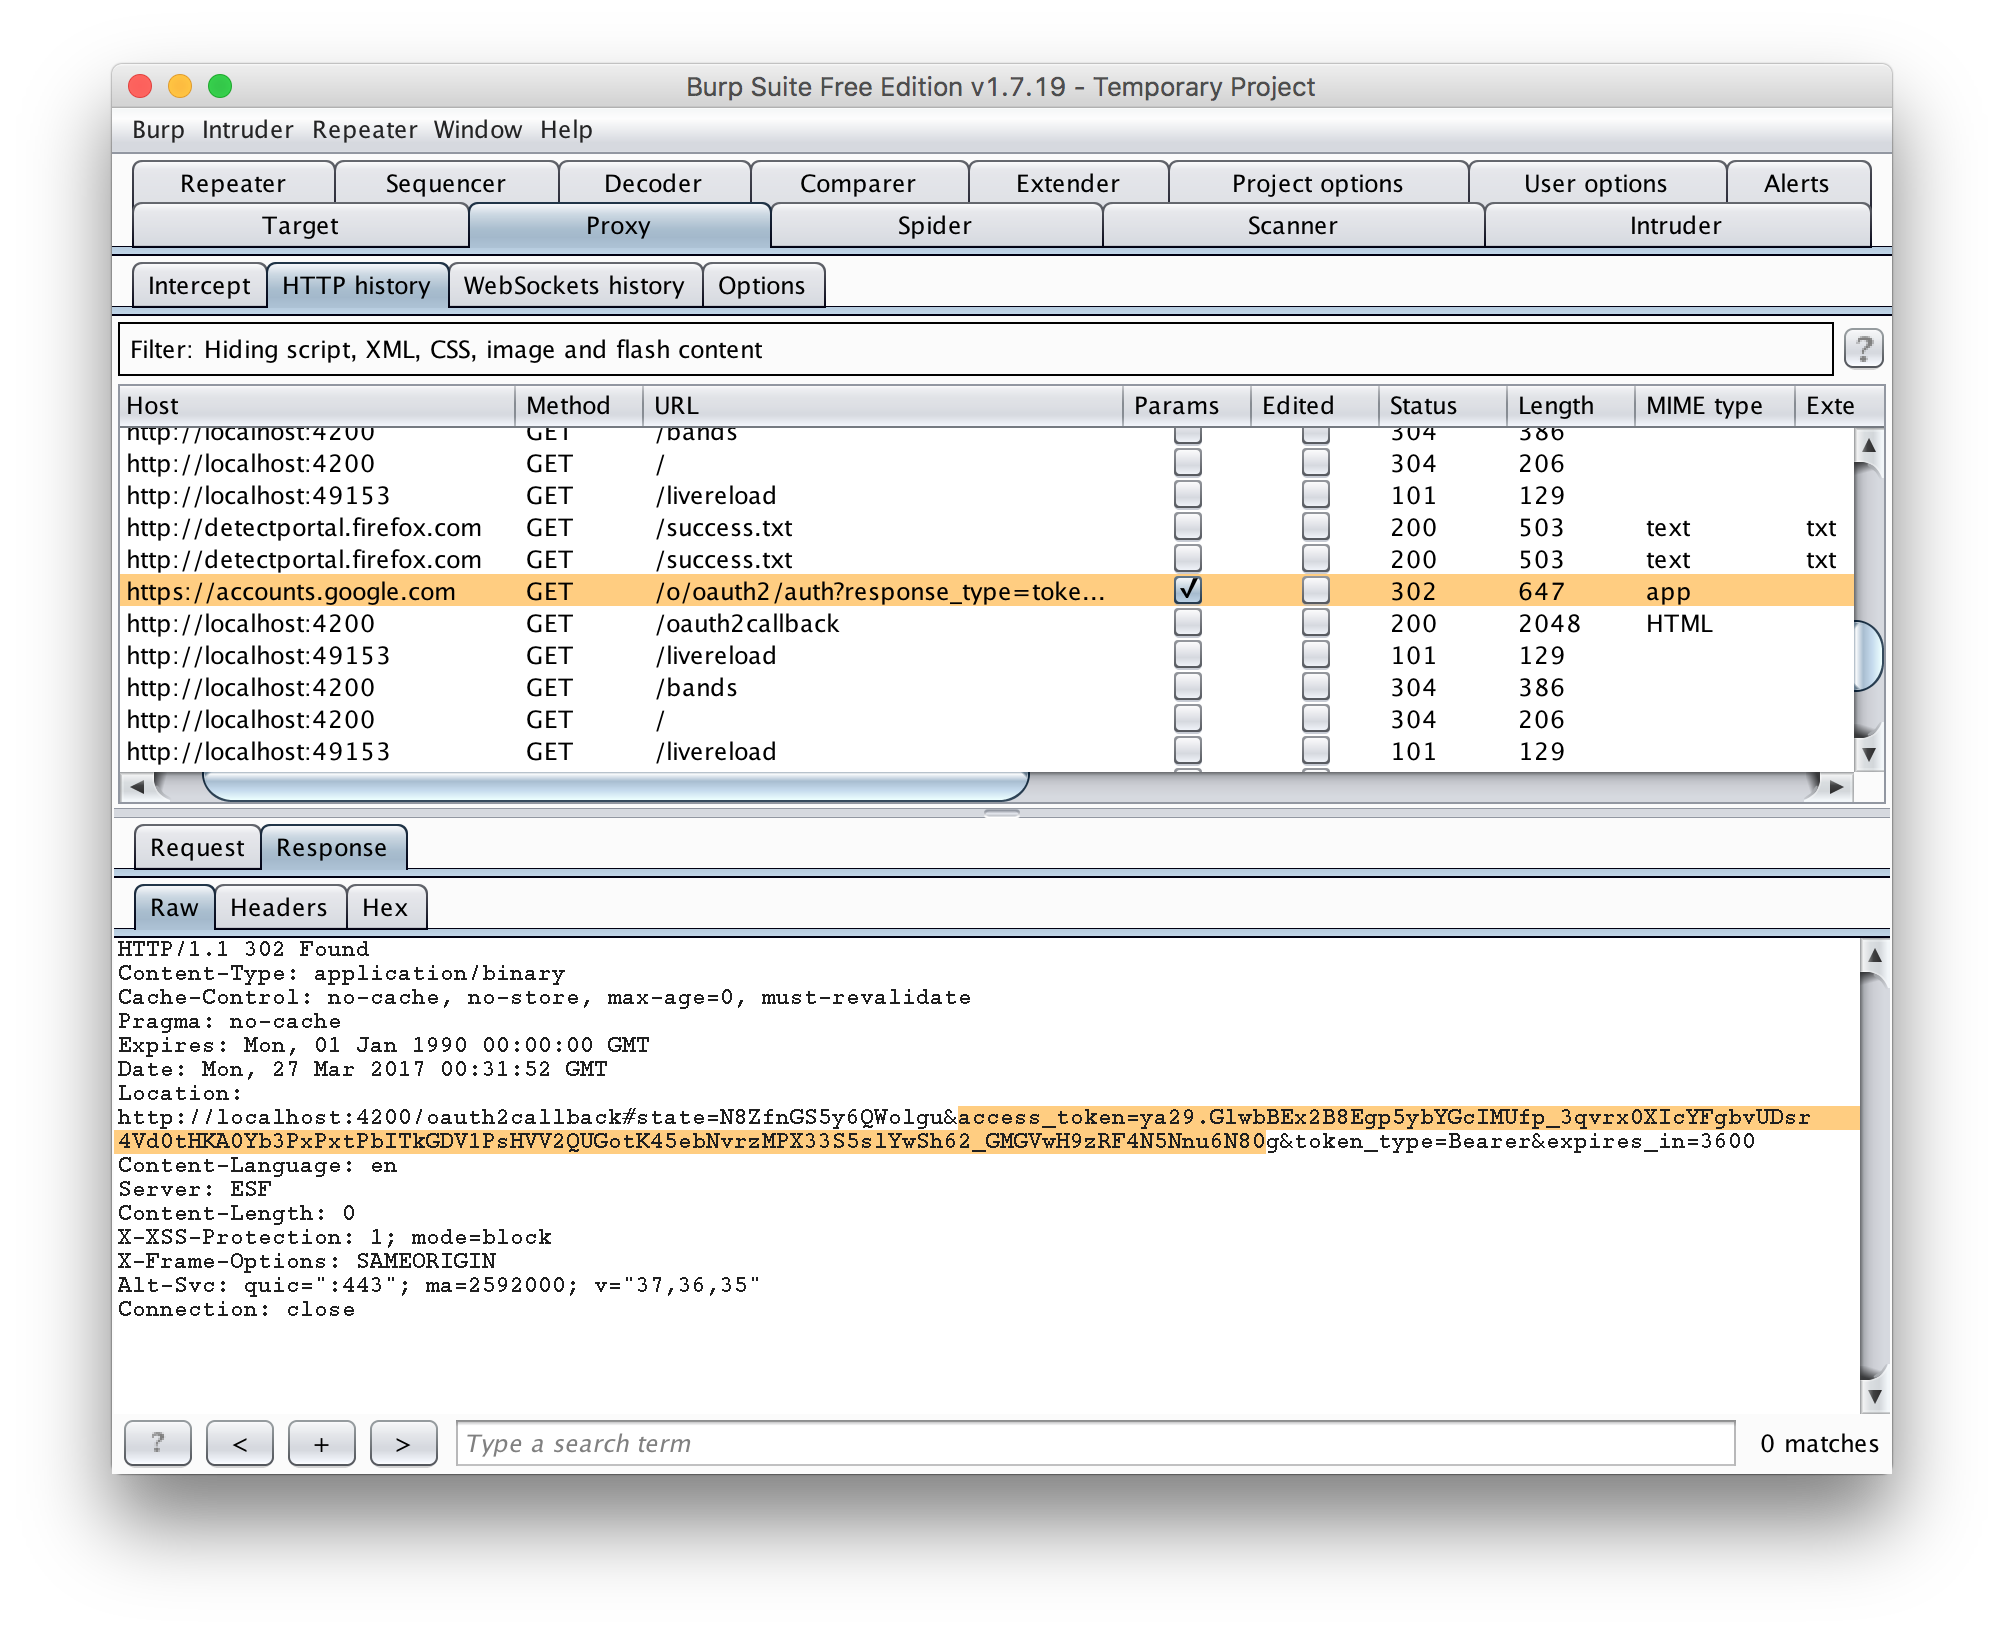 Burp Suite Free Edition v1.7.19 - Temporary Project
Burp Intruder Repeater Window Help
Repeater Sequencer Decoder Comparer Extender Project options User options Alerts
Target Proxy Spider Scanner Intruder
Intercept HTTP history WebSockets history Options
Filter: Hiding script, XML, CSS, image and flash content ?
Host Method URL Params Edited Status Length MIME type Exte
http://localhost:4200 GET /bands 304 386
http://localhost:4200 GET / 304 206
http://localhost:49153 GET /livereload 101 129
http://detectportal.firefox.com GET /success.txt 200 503 text txt
http://detectportal.firefox.com GET /success.txt 200 503 text txt
https://accounts.google.com GET /o/oauth2/auth?response_type=toke... 302 647 app
http://localhost:4200 GET /oauth2callback 200 2048 HTML
http://localhost:49153 GET /livereload 101 129
http://localhost:4200 GET /bands 304 386
http://localhost:4200 GET / 304 206
http://localhost:49153 GET /livereload 101 129
Request Response
Raw Headers Hex
HTTP/1.1 302 Found
Content-Type: application/binary
Cache-Control: no-cache, no-store, max-age=0, must-revalidate
Pragma: no-cache
Expires: Mon, 01 Jan 1990 00:00:00 GMT
Date: Mon, 27 Mar 2017 00:31:52 GMT
Location:
http://localhost:4200/oauth2callback#state=N8ZfnGS5y6QWolgu&access_token=ya29.GlwbBEx2B8Egp5ybYGcIMUfp_3qvrx0XIcYFgbvUDsr
4Vd0tHKA0Yb3PxPxtPbITkGDV1PsHVV2QUGotK45ebNvrzMPX33S5slYwSh62_GMGVwH9zRF4N5Nnu6N80g&token_type=Bearer&expires_in=3600
Content-Language: en
Server: ESF
Content-Length: 0
X-XSS-Protection: 1; mode=block
X-Frame-Options: SAMEORIGIN
Alt-Svc: quic=":443"; ma=2592000; v="37,36,35"
Connection: close
? < + > Type a search term 0 matches